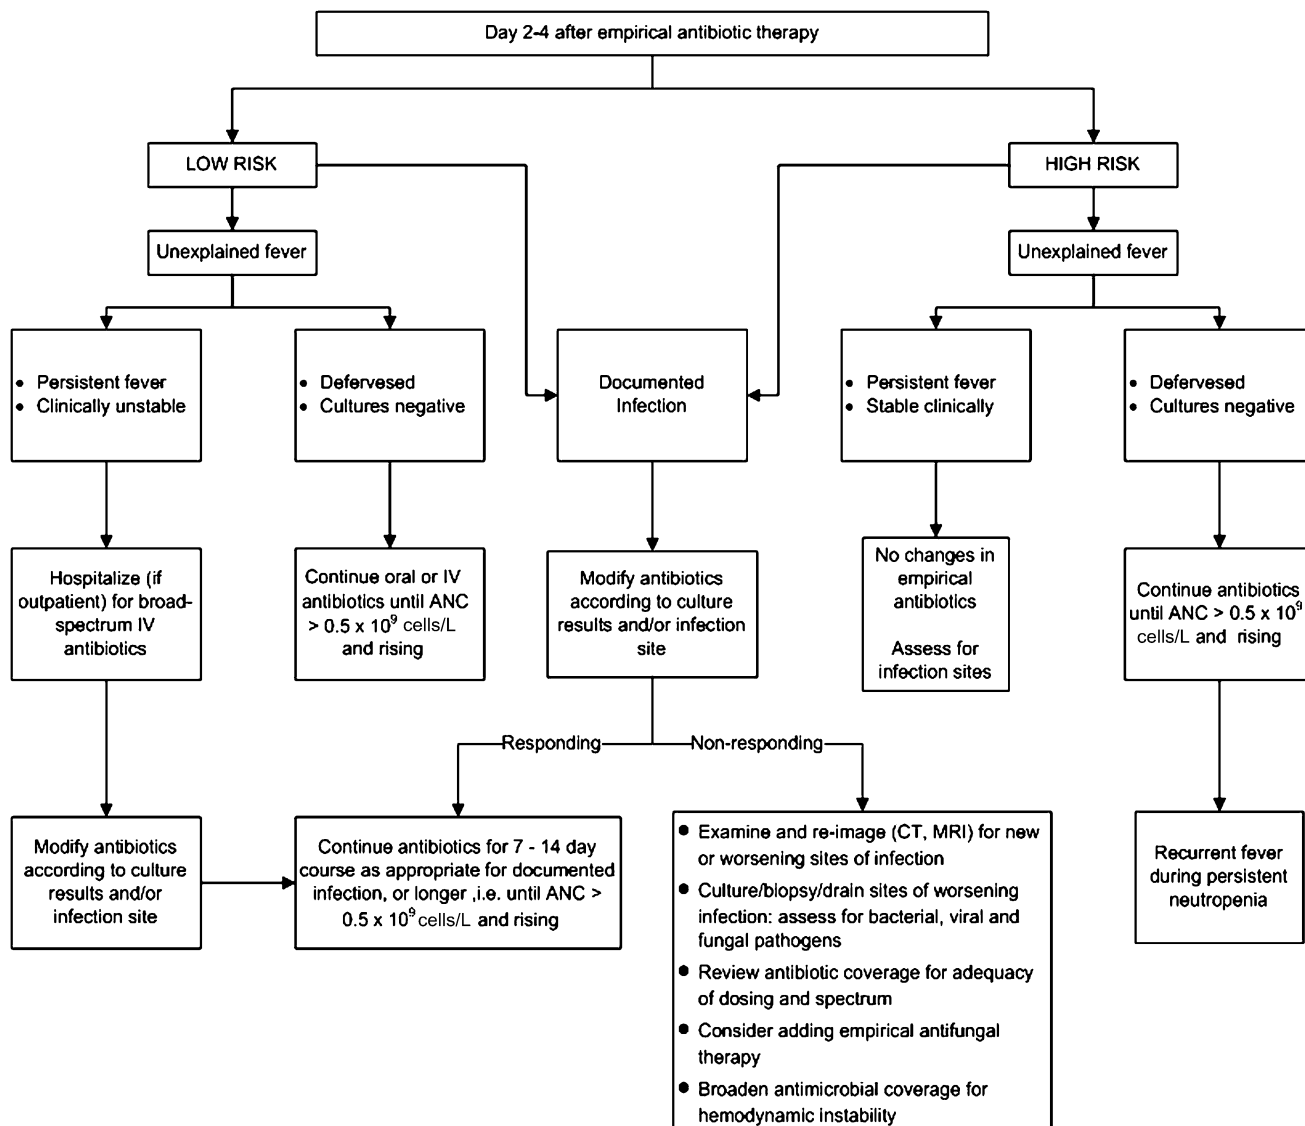 Day 2-4 after empirical antibiotic therapy
LOW RISK
HIGH RISK
Unexplained fever
Unexplained fever
• Persistent fever
• Clinically unstable
• Defervesed
• Cultures negative
Documented
Infection
• Persistent fever
• Stable clinically
• Defervesed
• Cultures negative
Hospitalize (if
outpatient) for broad-
spectrum IV
antibiotics
Continue oral or IV
antibiotics until ANC
> 0.5 x 10⁹ cells/L
and rising
Modify antibiotics
according to culture
results and/or infection
site
No changes in
empirical
antibiotics
Assess for
infection sites
Continue antibiotics
until ANC > 0.5 x 10⁹
cells/L and rising
Responding
Non-responding
Modify antibiotics
according to culture
results and/or
infection site
Continue antibiotics for 7 - 14 day
course as appropriate for documented
infection, or longer ,i.e. until ANC >
0.5 x 10⁹ cells/L and rising
• Examine and re-image (CT, MRI) for new
or worsening sites of infection
• Culture/biopsy/drain sites of worsening
infection: assess for bacterial, viral and
fungal pathogens
• Review antibiotic coverage for adequacy
of dosing and spectrum
• Consider adding empirical antifungal
therapy
• Broaden antimicrobial coverage for
hemodynamic instability
Recurrent fever
during persistent
neutropenia